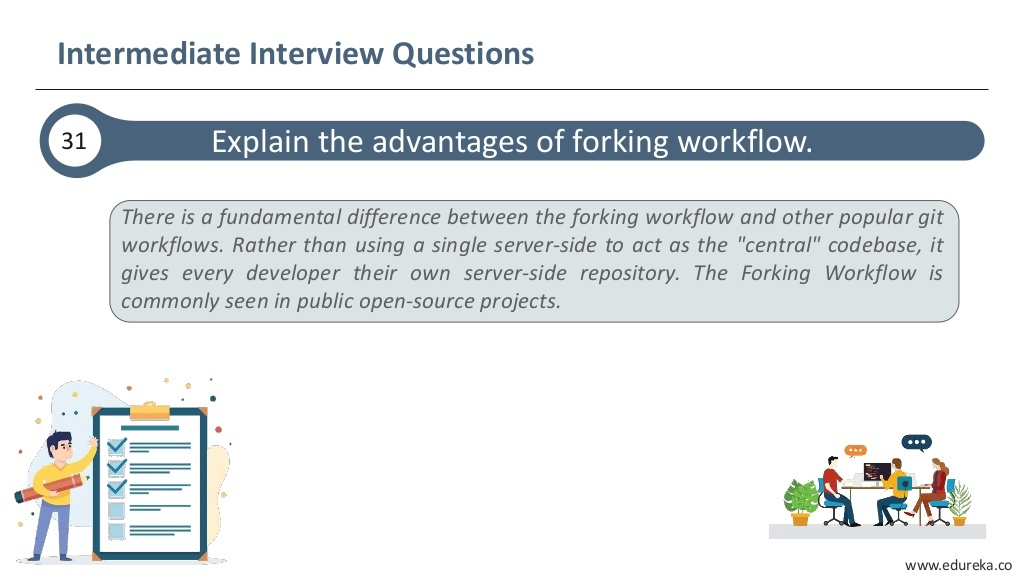 Intermediate Interview Questions
31
Explain the advantages of forking workflow.
There is a fundamental difference between the forking workflow and other popular git
workflows. Rather than using a single server-side to act as the "central" codebase, it
gives every developer their own server-side repository. The Forking Workflow is
commonly seen in public open-source projects.
www.edureka.co